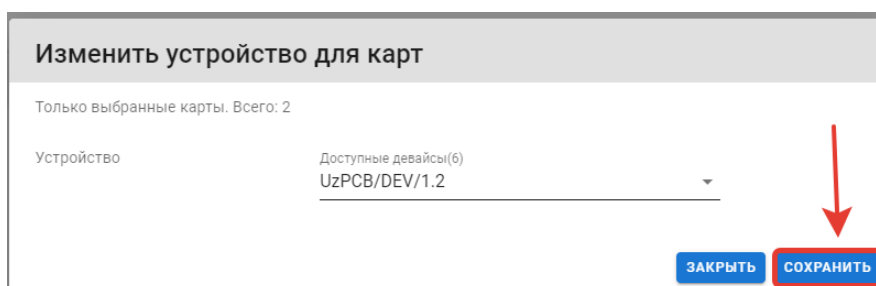 Изменить устройство для карт
Только выбранные карты. Всего: 2
Устройство
Доступные девайсы(6)
UzPCB/DEV/1.2
ЗАКРЫТЬ СОХРАНИТЬ